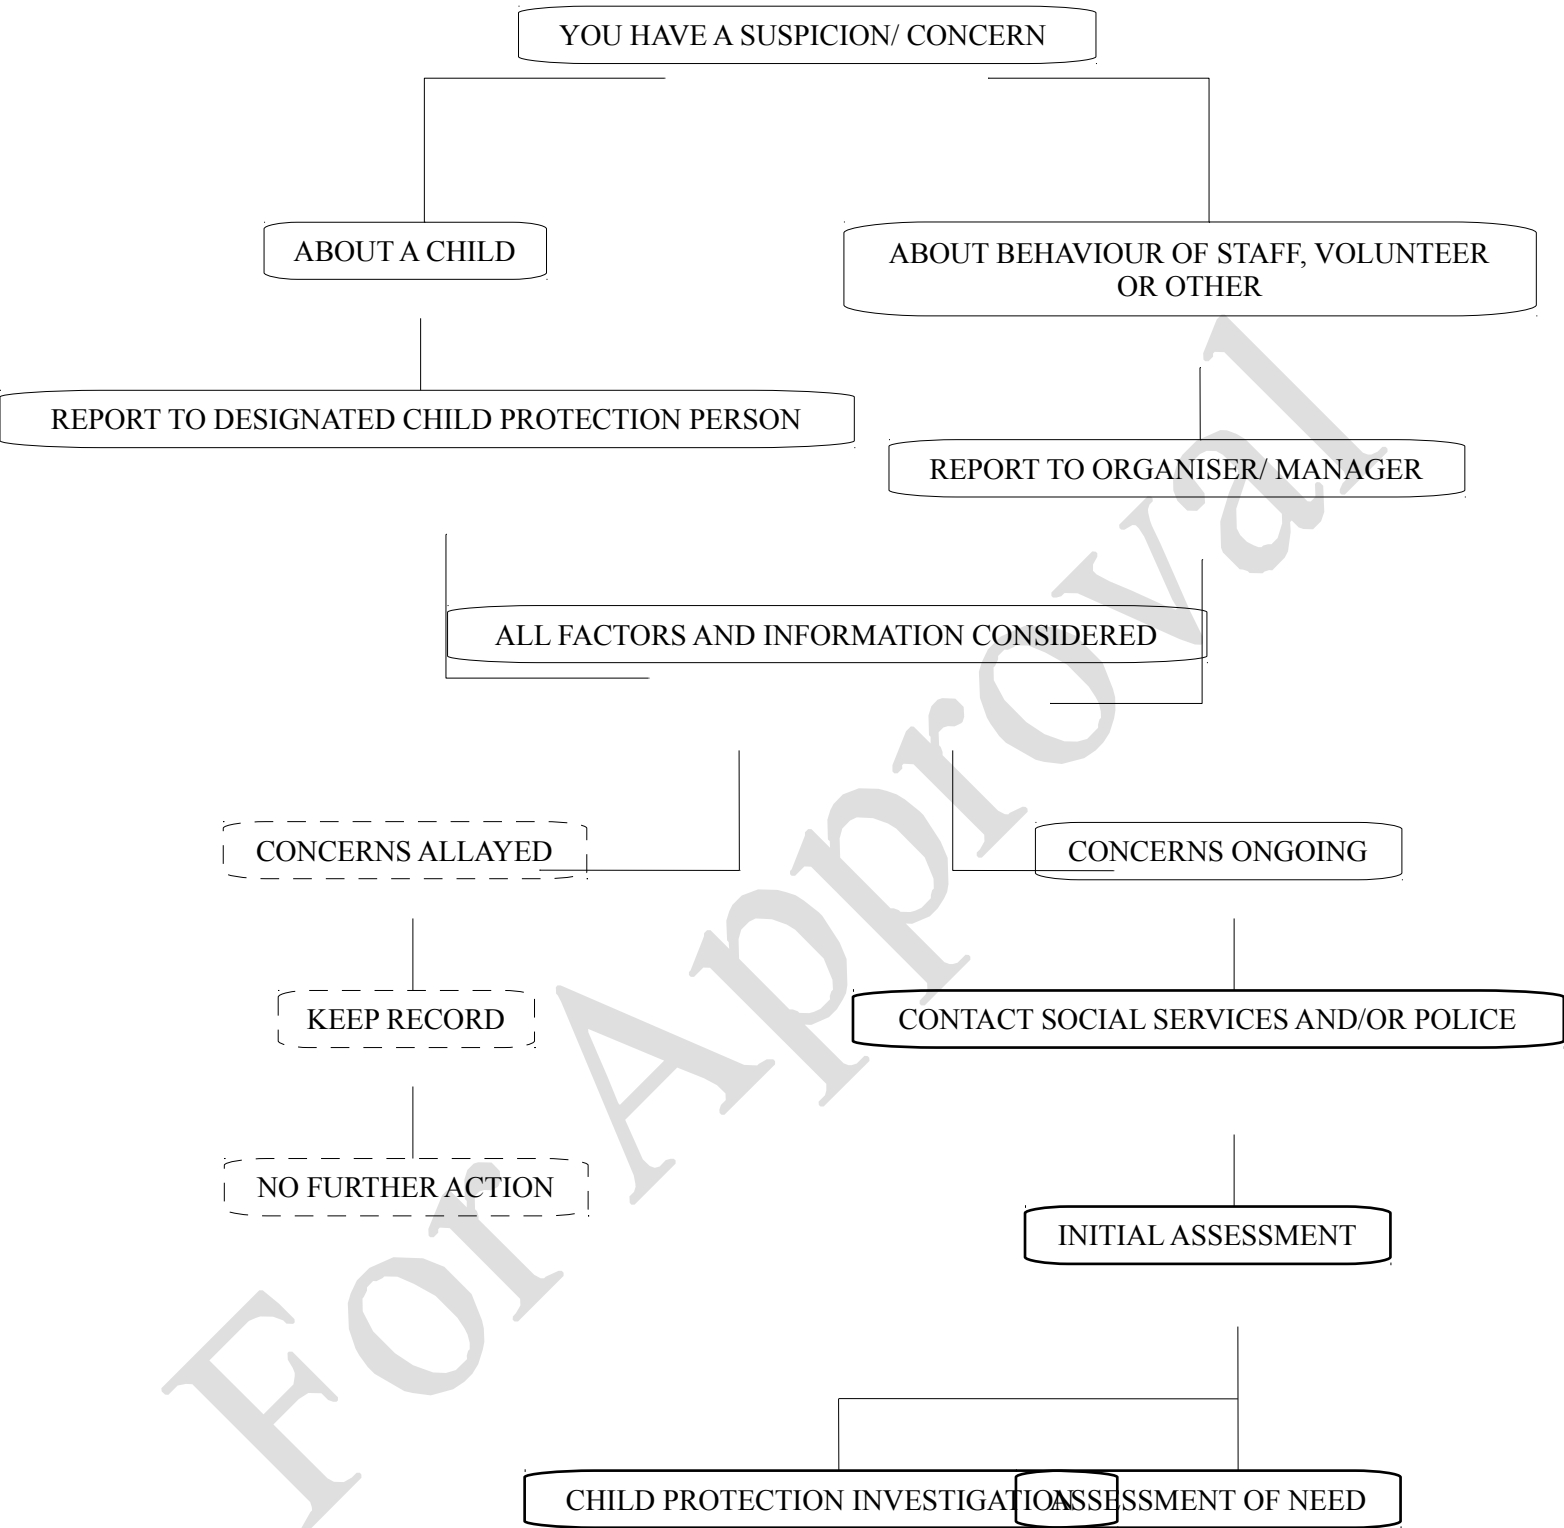 YOU HAVE A SUSPICION/ CONCERN
ABOUT A CHILD
ABOUT BEHAVIOUR OF STAFF, VOLUNTEER
OR OTHER
REPORT TO DESIGNATED CHILD PROTECTION PERSON
REPORT TO ORGANISER/ MANAGER
ALL FACTORS AND INFORMATION CONSIDERED
CONCERNS ALLAYED
CONCERNS ONGOING
KEEP RECORD
CONTACT SOCIAL SERVICES AND/OR POLICE
NO FURTHER ACTION
INITIAL ASSESSMENT
CHILD PROTECTION INVESTIGATION
ASSESSMENT OF NEED
For Approval